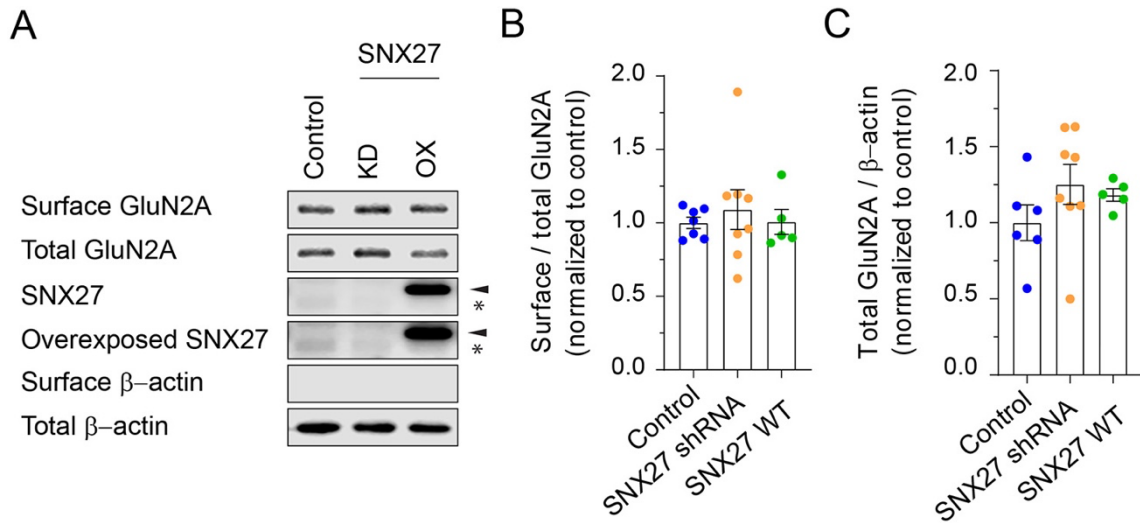 A
SNX27
Control
KD
OX
Surface GluN2A
Total GluN2A
SNX27
*
Overexposed SNX27
*
Surface β–actin
Total β–actin
B
Surface / total GluN2A
(normalized to control)
2.0
1.5
1.0
0.5
0.0
Control
SNX27 shRNA
SNX27 WT
C
Total GluN2A / β–actin
(normalized to control)
2.0
1.5
1.0
0.5
0.0
Control
SNX27 shRNA
SNX27 WT